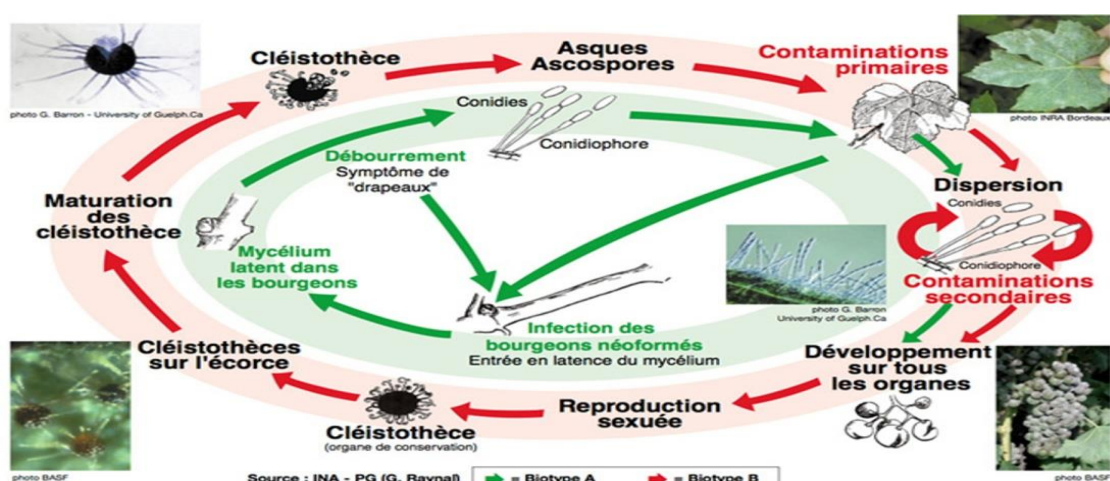 photo G. Barron - University of Guelph.Ca
Cléistothèce
Asques
Ascospores
Contaminations
primaires
photo INRA Bordeaux
Conidies
Conidiophore
Débourrement
Symptôme de
"drapeaux"
Dispersion
Conidies
Conidiophore
Contaminations
secondaires
Maturation
des
cléistothèce
Mycélium
latent dans
les bourgeons
photo G. Barron
University of Guelph.Ca
Infection des
bourgeons néoformés
Entrée en latence du mycélium
Cléistothèces
sur l'écorce
Développement
sur tous
les organes
Reproduction
sexuée
Cléistothèce
(organe de conservation)
photo BASF
Source : INA - PG (G. Raynal)
= Biotype A
= Biotype B
photo BASF